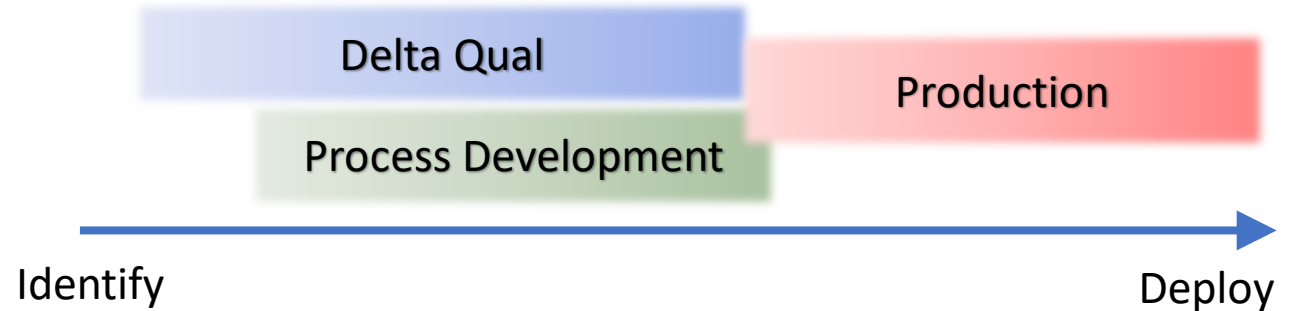 Delta Qual
Production
Process Development
Identify
Deploy